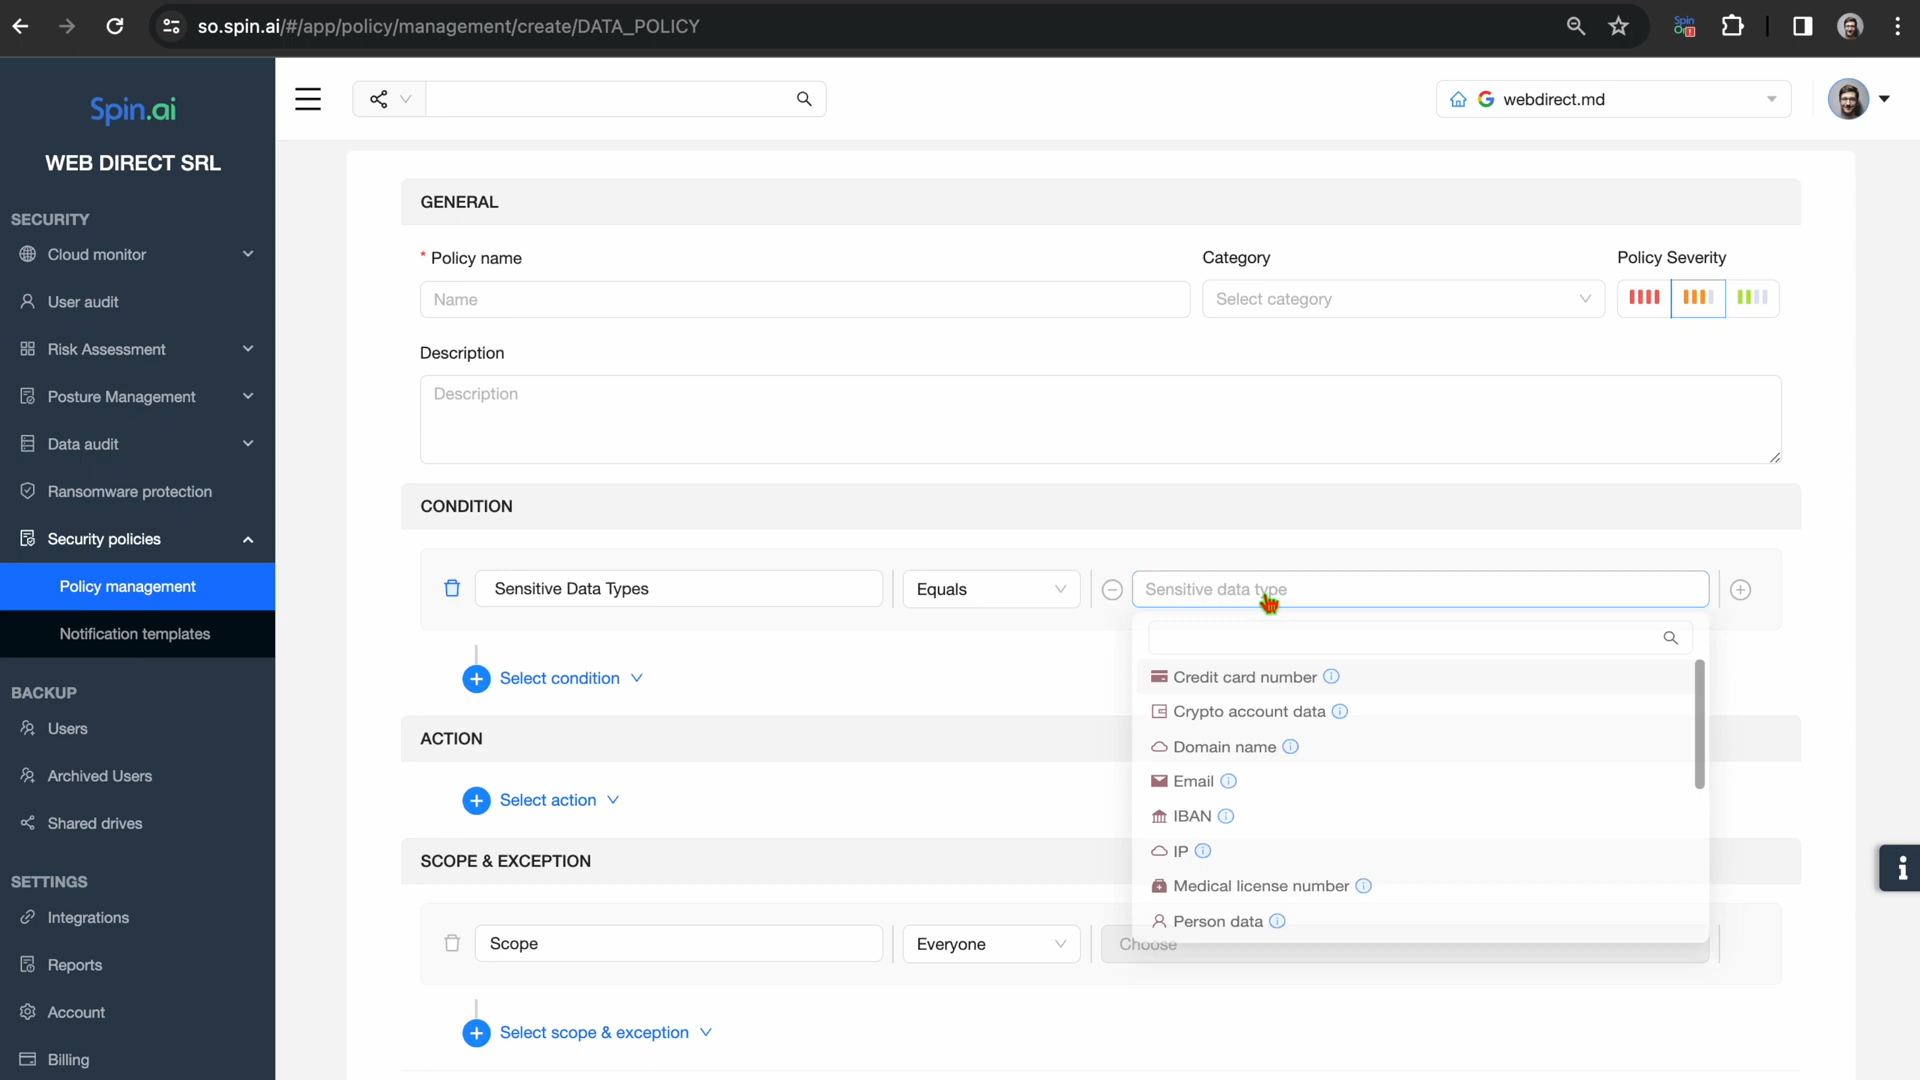 so.spin.ai/#/app/policy/management/create/DATA_POLICY
Spin.ai
WEB DIRECT SRL
SECURITY
Cloud monitor
User audit
Risk Assessment
Posture Management
Data audit
Ransomware protection
Security policies
Policy management
Notification templates
BACKUP
Users
Archived Users
Shared drives
SETTINGS
Integrations
Reports
Account
Billing
webdirect.md
GENERAL
* Policy name
Name
Category
Select category
Policy Severity
Description
Description
CONDITION
Sensitive Data Types
Equals
Sensitive data type
Select condition
Credit card number
Crypto account data
Domain name
Email
IBAN
IP
Medical license number
Person data
ACTION
Select action
SCOPE & EXCEPTION
Scope
Everyone
Choose
Select scope & exception